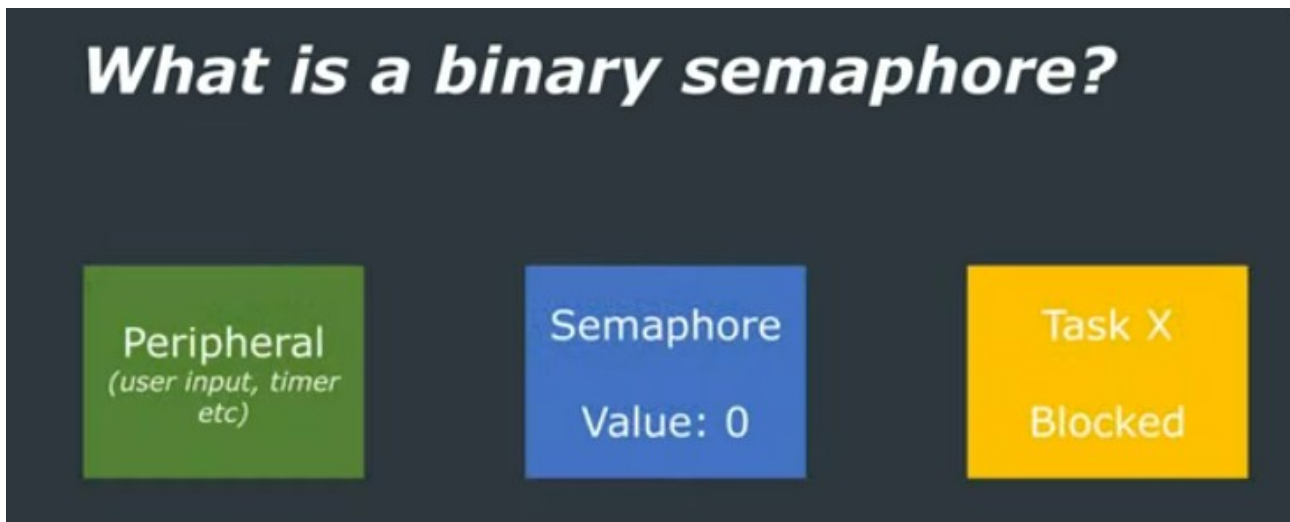 What is a binary semaphore?
Peripheral
(user input, timer
etc)
Semaphore
Value: 0
Task X
Blocked